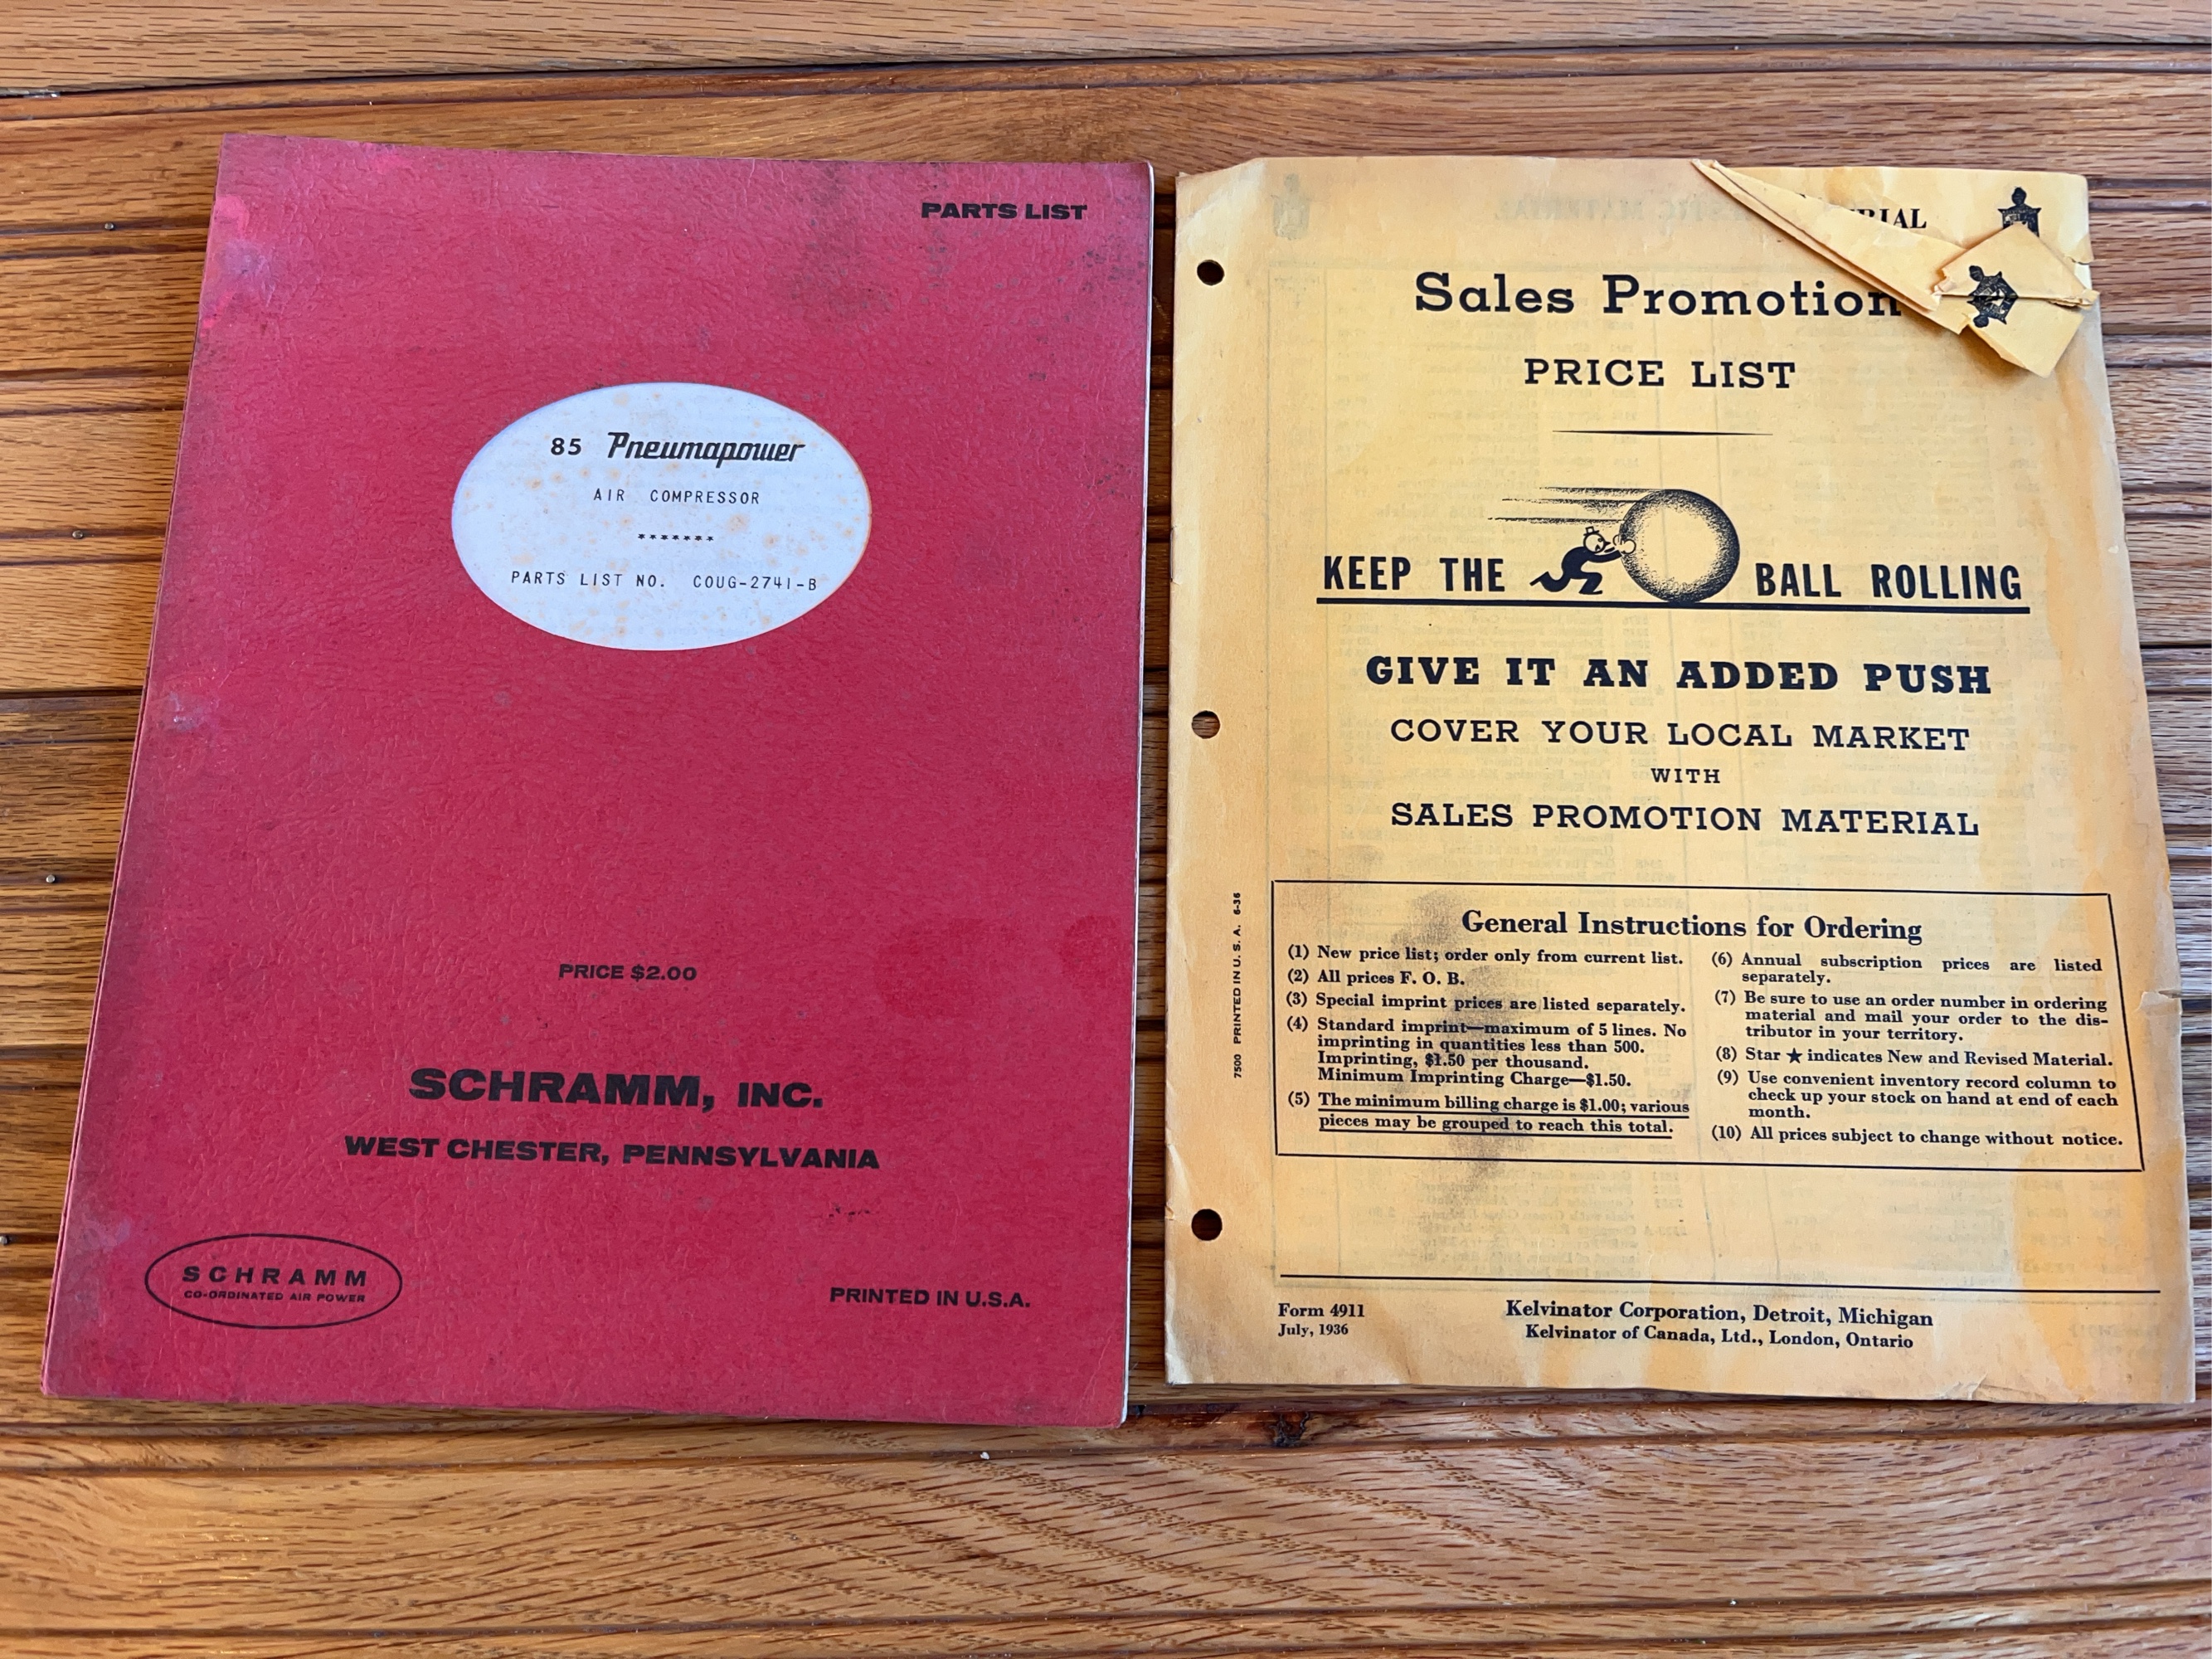 PARTS LIST
85 Pneumapower
AIR COMPRESSOR
*******
PARTS LIST NO. COUG-2741-B
PRICE $2.00
SCHRAMM, INC.
WEST CHESTER, PENNSYLVANIA
SCHRAMM
CO-ORDINATED AIR POWER
PRINTED IN U.S.A.
Sales Promotion
PRICE LIST
KEEP THE BALL ROLLING
GIVE IT AN ADDED PUSH
COVER YOUR LOCAL MARKET
WITH
SALES PROMOTION MATERIAL
General Instructions for Ordering
(1) New price list; order only from current list.
(2) All prices F. O. B.
(3) Special imprint prices are listed separately.
(4) Standard imprint—maximum of 5 lines. No
imprinting in quantities less than 500.
Imprinting, $1.50 per thousand.
Minimum Imprinting Charge—$1.50.
(5) The minimum billing charge is $1.00; various
pieces may be grouped to reach this total.
(6) Annual subscription prices are listed
separately.
(7) Be sure to use an order number in ordering
material and mail your order to the dis-
tributor in your territory.
(8) Star ★ indicates New and Revised Material.
(9) Use convenient inventory record column to
check up your stock on hand at end of each
month.
(10) All prices subject to change without notice.
7500 PRINTED IN U. S. A. 6-36
Form 4911
July, 1936
Kelvinator Corporation, Detroit, Michigan
Kelvinator of Canada, Ltd., London, Ontario